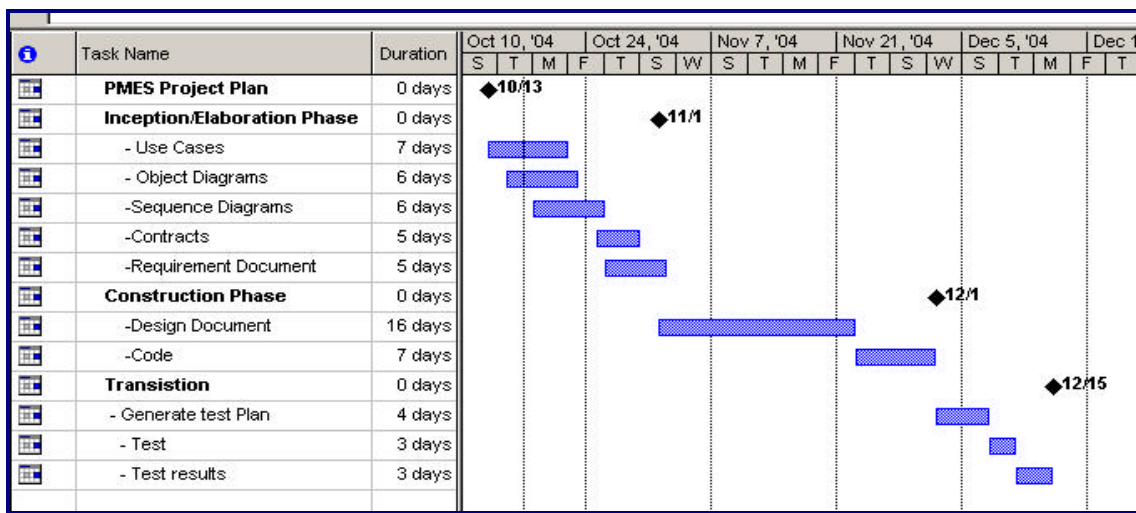 Oct 10, '04 Oct 24, '04 Nov 7, '04 Nov 21, '04 Dec 5, '04 Dec 1
Task Name Duration S T M F T S W S T M F T S W S T M F T
PMES Project Plan 0 days 10/13
Inception/Elaboration Phase 0 days 11/1
- Use Cases 7 days
- Object Diagrams 6 days
-Sequence Diagrams 6 days
-Contracts 5 days
-Requirement Document 5 days
Construction Phase 0 days 12/1
-Design Document 16 days
-Code 7 days
Transistion 0 days 12/15
- Generate test Plan 4 days
- Test 3 days
- Test results 3 days